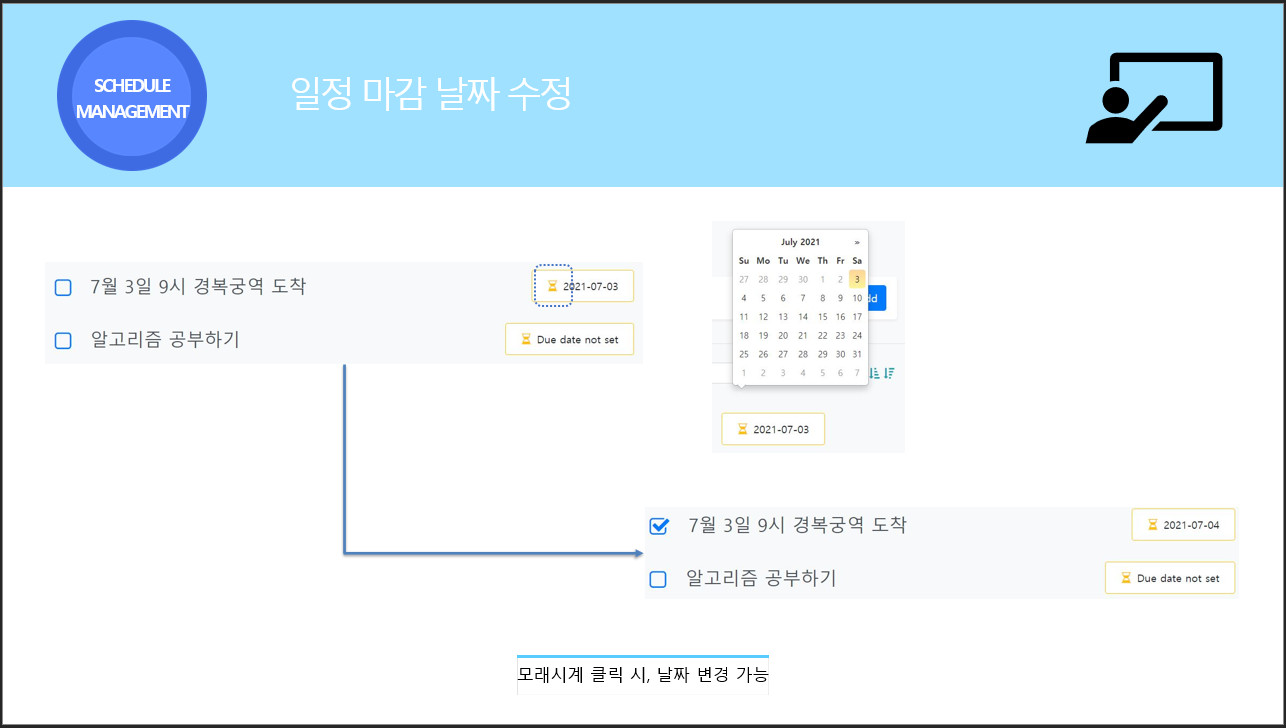 SCHEDULE
MANAGEMENT
일정 마감 날짜 수정
7월 3일 9시 경복궁역 도착
2021-07-03
알고리즘 공부하기
Due date not set
July 2021 »
Su Mo Tu We Th Fr Sa
27 28 29 30 1 2 3
4 5 6 7 8 9 10
11 12 13 14 15 16 17
18 19 20 21 22 23 24
25 26 27 28 29 30 31
1 2 3 4 5 6 7
dd
2021-07-03
7월 3일 9시 경복궁역 도착
2021-07-04
알고리즘 공부하기
Due date not set
모래시계 클릭 시, 날짜 변경 가능